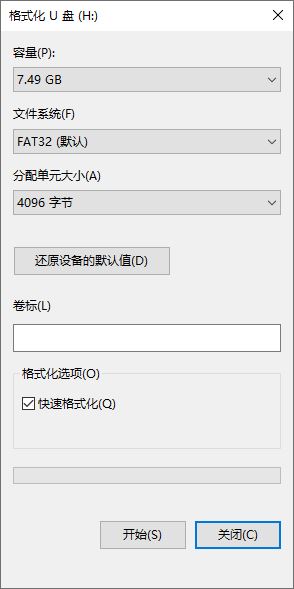 格式化 U 盘 (H:)
容量(P):
7.49 GB
文件系统(F)
FAT32 (默认)
分配单元大小(A)
4096 字节
还原设备的默认值(D)
卷标(L)
格式化选项(O)
快速格式化(Q)
开始(S)
关闭(C)